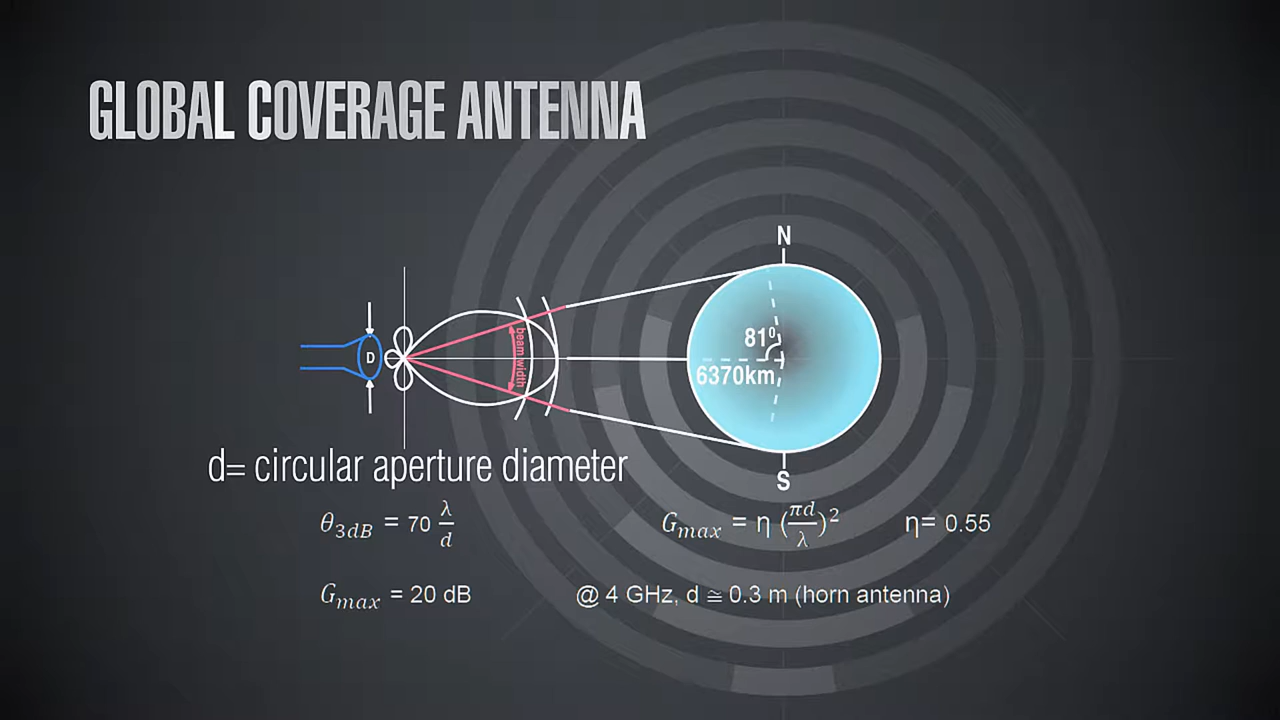 GLOBAL COVERAGE ANTENNA
N
81⁰
6370km
D
beam width
S
d= circular aperture diameter
θ3dB = 70 λ/d
Gmax = η (πd/λ)² η= 0.55
Gmax = 20 dB @ 4 GHz, d ≅ 0.3 m (horn antenna)